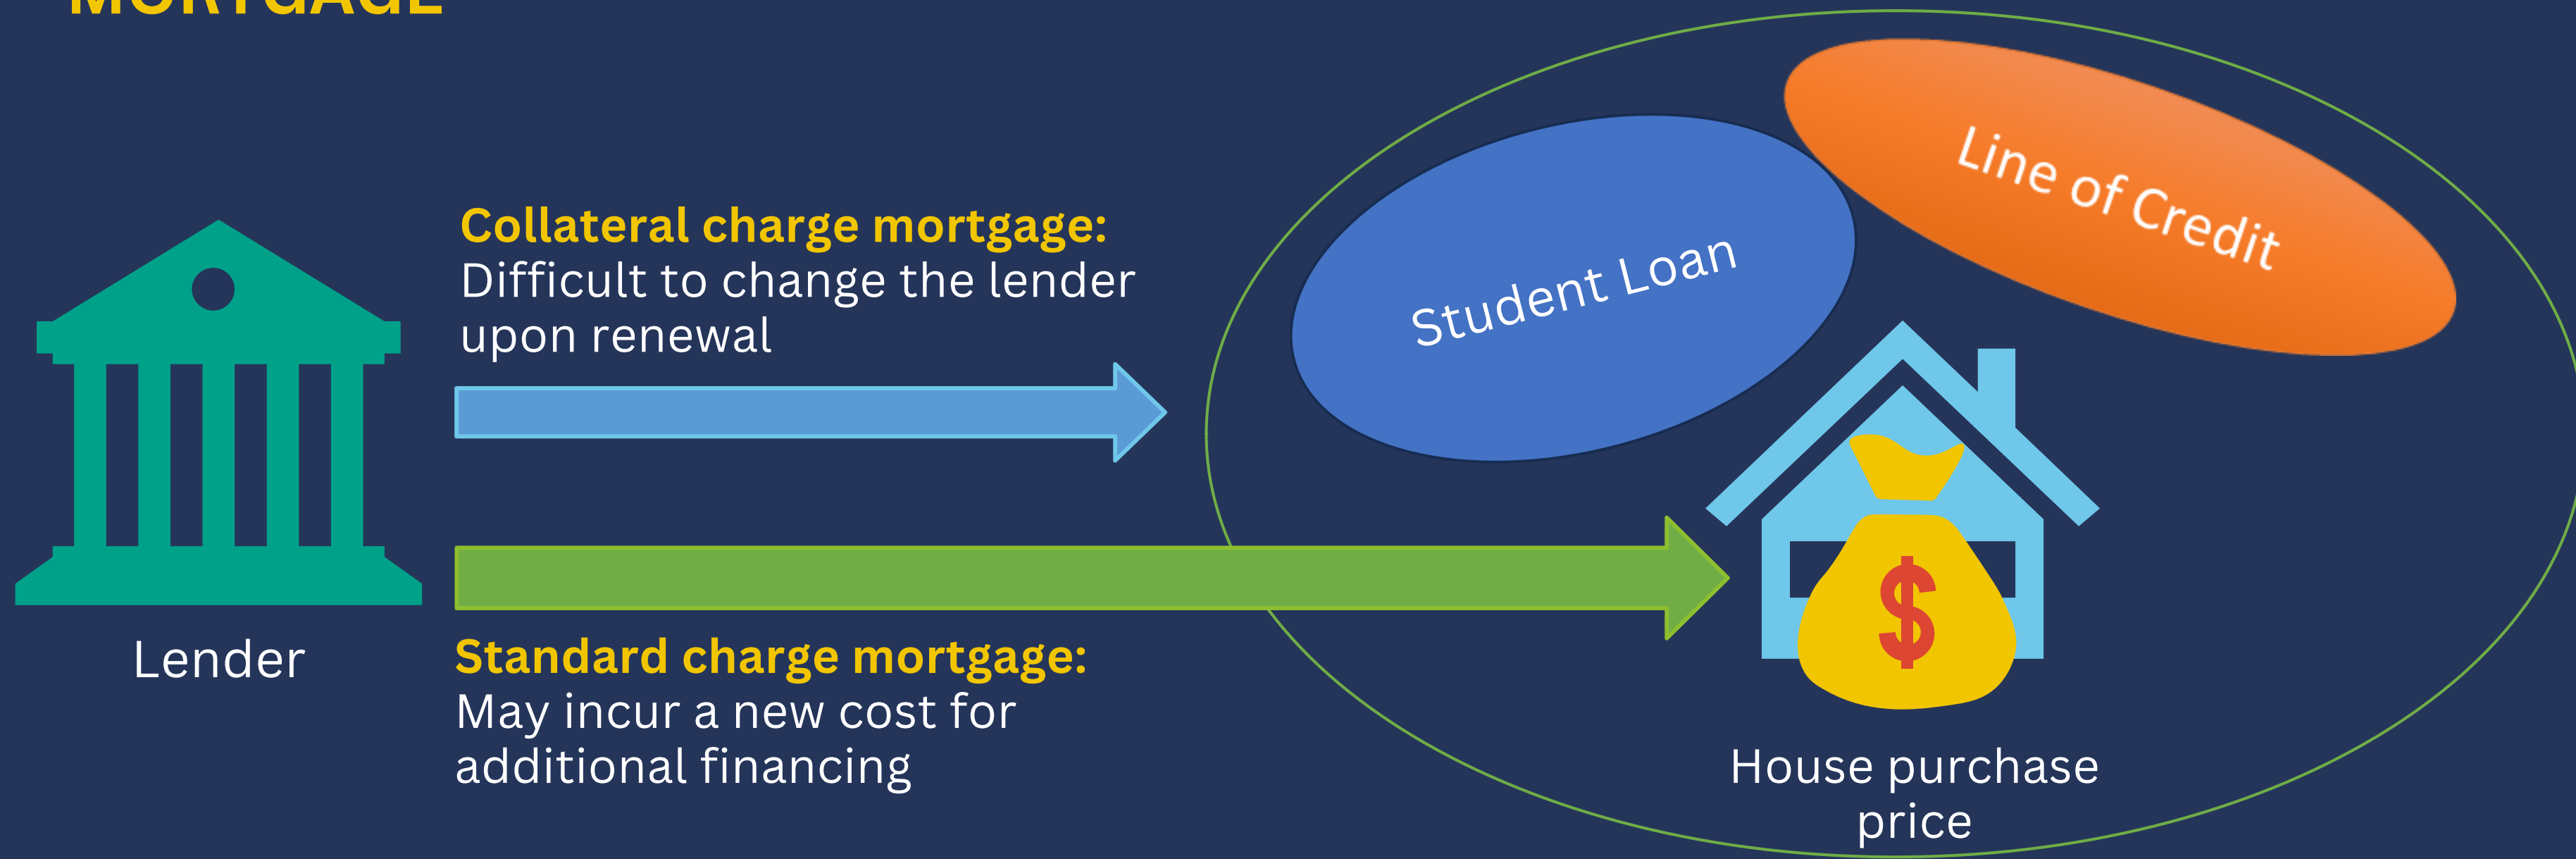 MORTGAGE
Collateral charge mortgage:
Difficult to change the lender
upon renewal
Student Loan
Line of Credit
Lender
Standard charge mortgage:
May incur a new cost for
additional financing
$
House purchase
price